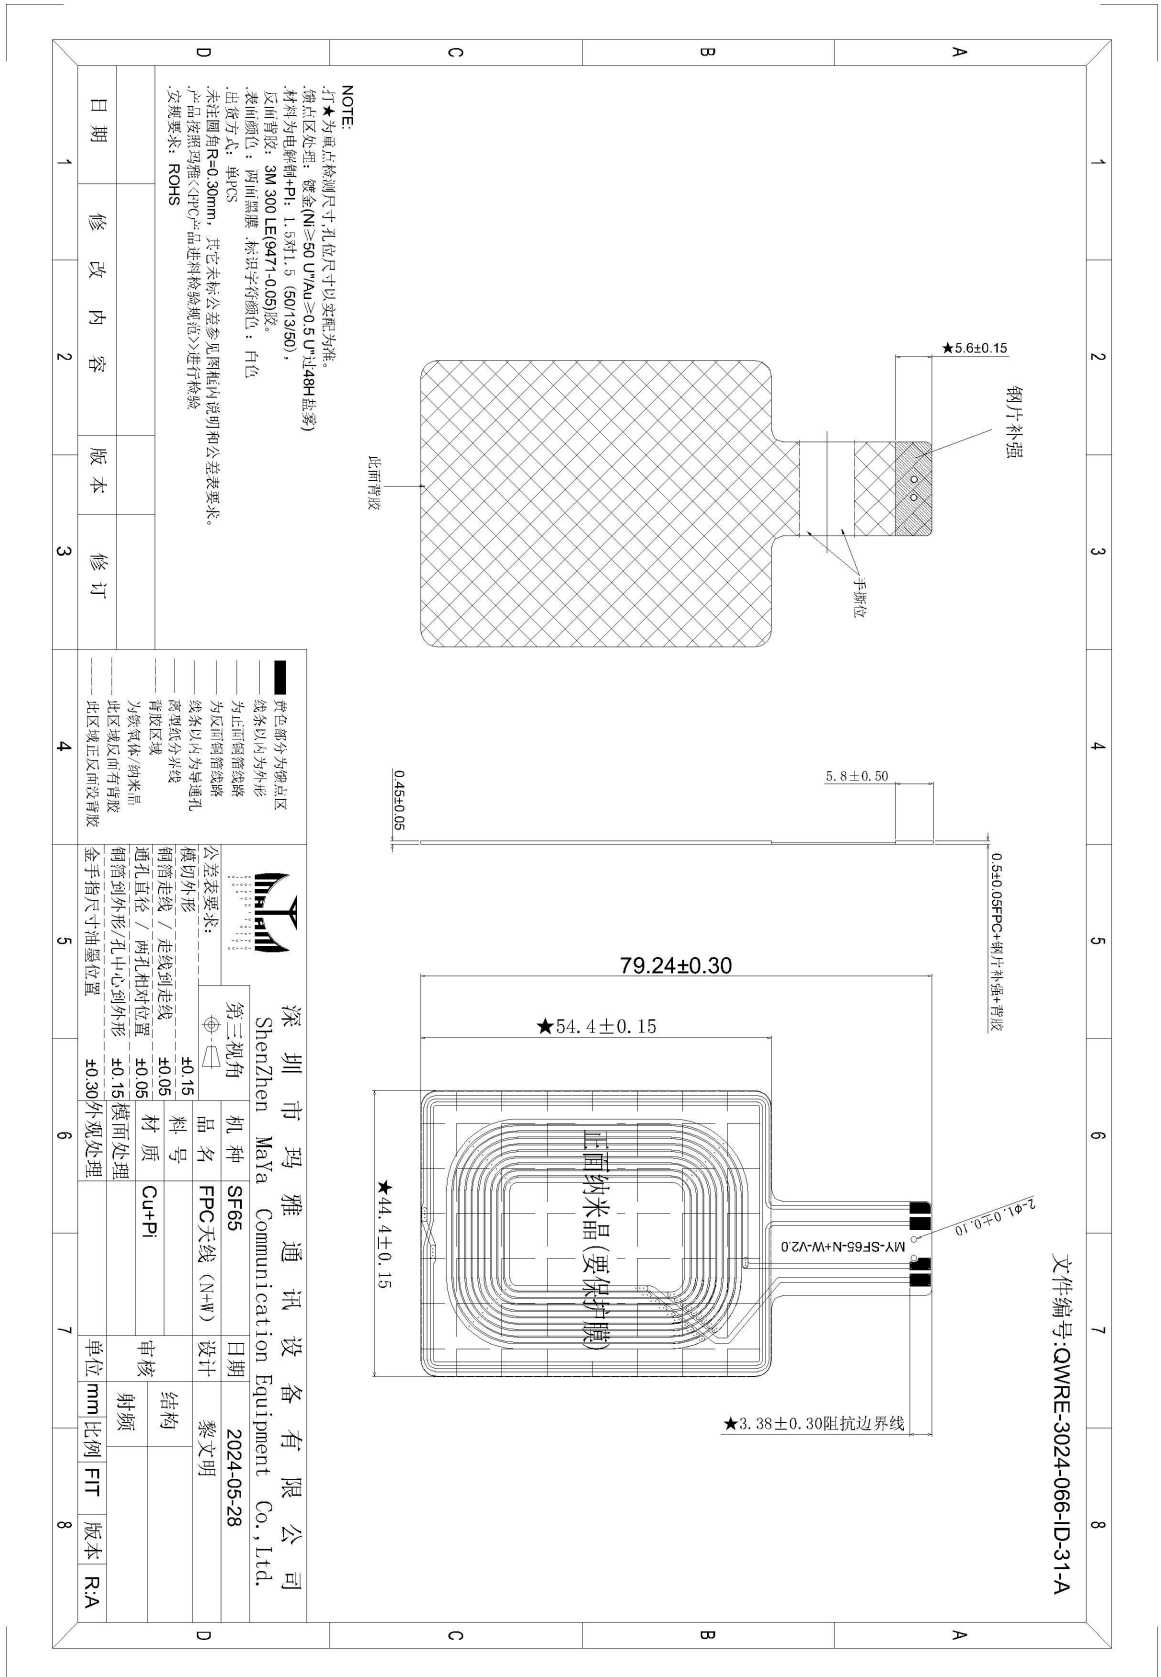 文件编号:QWRE-3024-066-ID-31-A
1 2 3 4 5 6 7 8
A
B
C
D
★5.6±0.15
钢片补强
手撕位
此面背胶
5.8±0.50
0.45±0.05
0.5±0.05FPC+钢片补强+背胶
79.24±0.30
★54.4±0.15
★44.4±0.15
正面纳米晶(要保护膜)
MY-SF65-N+W-V2.0
2-φ1.0±0.10
★3.38±0.30阻抗边界线
NOTE:
.打★为重点检测尺寸,孔位尺寸以实配为准。
.馈点区处理：镀金(Ni≥50 U"/Au≥0.5 U"过48H盐雾)
.材料为电解铜+PI：1.5对1.5 (50/13/50)，
反面背胶：3M 300 LE(9471-0.05)胶。
.表面颜色：两面黑膜 .标识字符颜色：白色
.出货方式：单PCS
.未注圆角R=0.30mm，其它未标公差参见图框内说明和公差表要求。
.产品按照玛雅<<FPC产品进料检验规范>>进行检验
.安规要求：ROHS
日期 修改内容 版本 修订
黄色部分为馈点区
线条以内为外形
为正面铜箔线路
为反面铜箔线路
线条以内为导通孔
离型纸分界线
背胶区域
为铁氧体/纳米晶
此区域反面有背胶
此区域正反面没背胶
深圳市玛雅通讯设备有限公司
ShenZhen MaYa Communication Equipment Co.,Ltd.
第三视角
公差表要求:
模切外形 ±0.15
铜箔走线 / 走线到走线 ±0.05
通孔直径 / 两孔相对位置 ±0.05
铜箔到外形/孔中心到外形 ±0.15
金手指尺寸油墨位置 ±0.30
机种 SF65 日期 2024-05-28
品名 FPC天线 (N+W) 设计 黎文明
料号
材质 Cu+Pi 审核 结构
模面处理 射频
外观处理 单位 mm 比例 FIT 版本 R:A
1 2 3 4 5 6 7 8
A
B
C
D